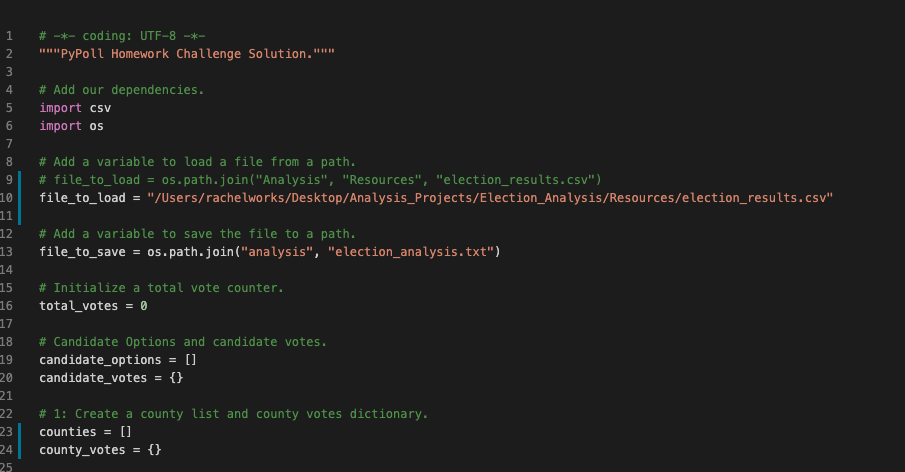 1 # -*- coding: UTF-8 -*-
2 """PyPoll Homework Challenge Solution."""
3
4 # Add our dependencies.
5 import csv
6 import os
7
8 # Add a variable to load a file from a path.
9 # file_to_load = os.path.join("Analysis", "Resources", "election_results.csv")
10 file_to_load = "/Users/rachelworks/Desktop/Analysis_Projects/Election_Analysis/Resources/election_results.csv"
11
12 # Add a variable to save the file to a path.
13 file_to_save = os.path.join("analysis", "election_analysis.txt")
14
15 # Initialize a total vote counter.
16 total_votes = 0
17
18 # Candidate Options and candidate votes.
19 candidate_options = []
20 candidate_votes = {}
21
22 # 1: Create a county list and county votes dictionary.
23 counties = []
24 county_votes = {}
25